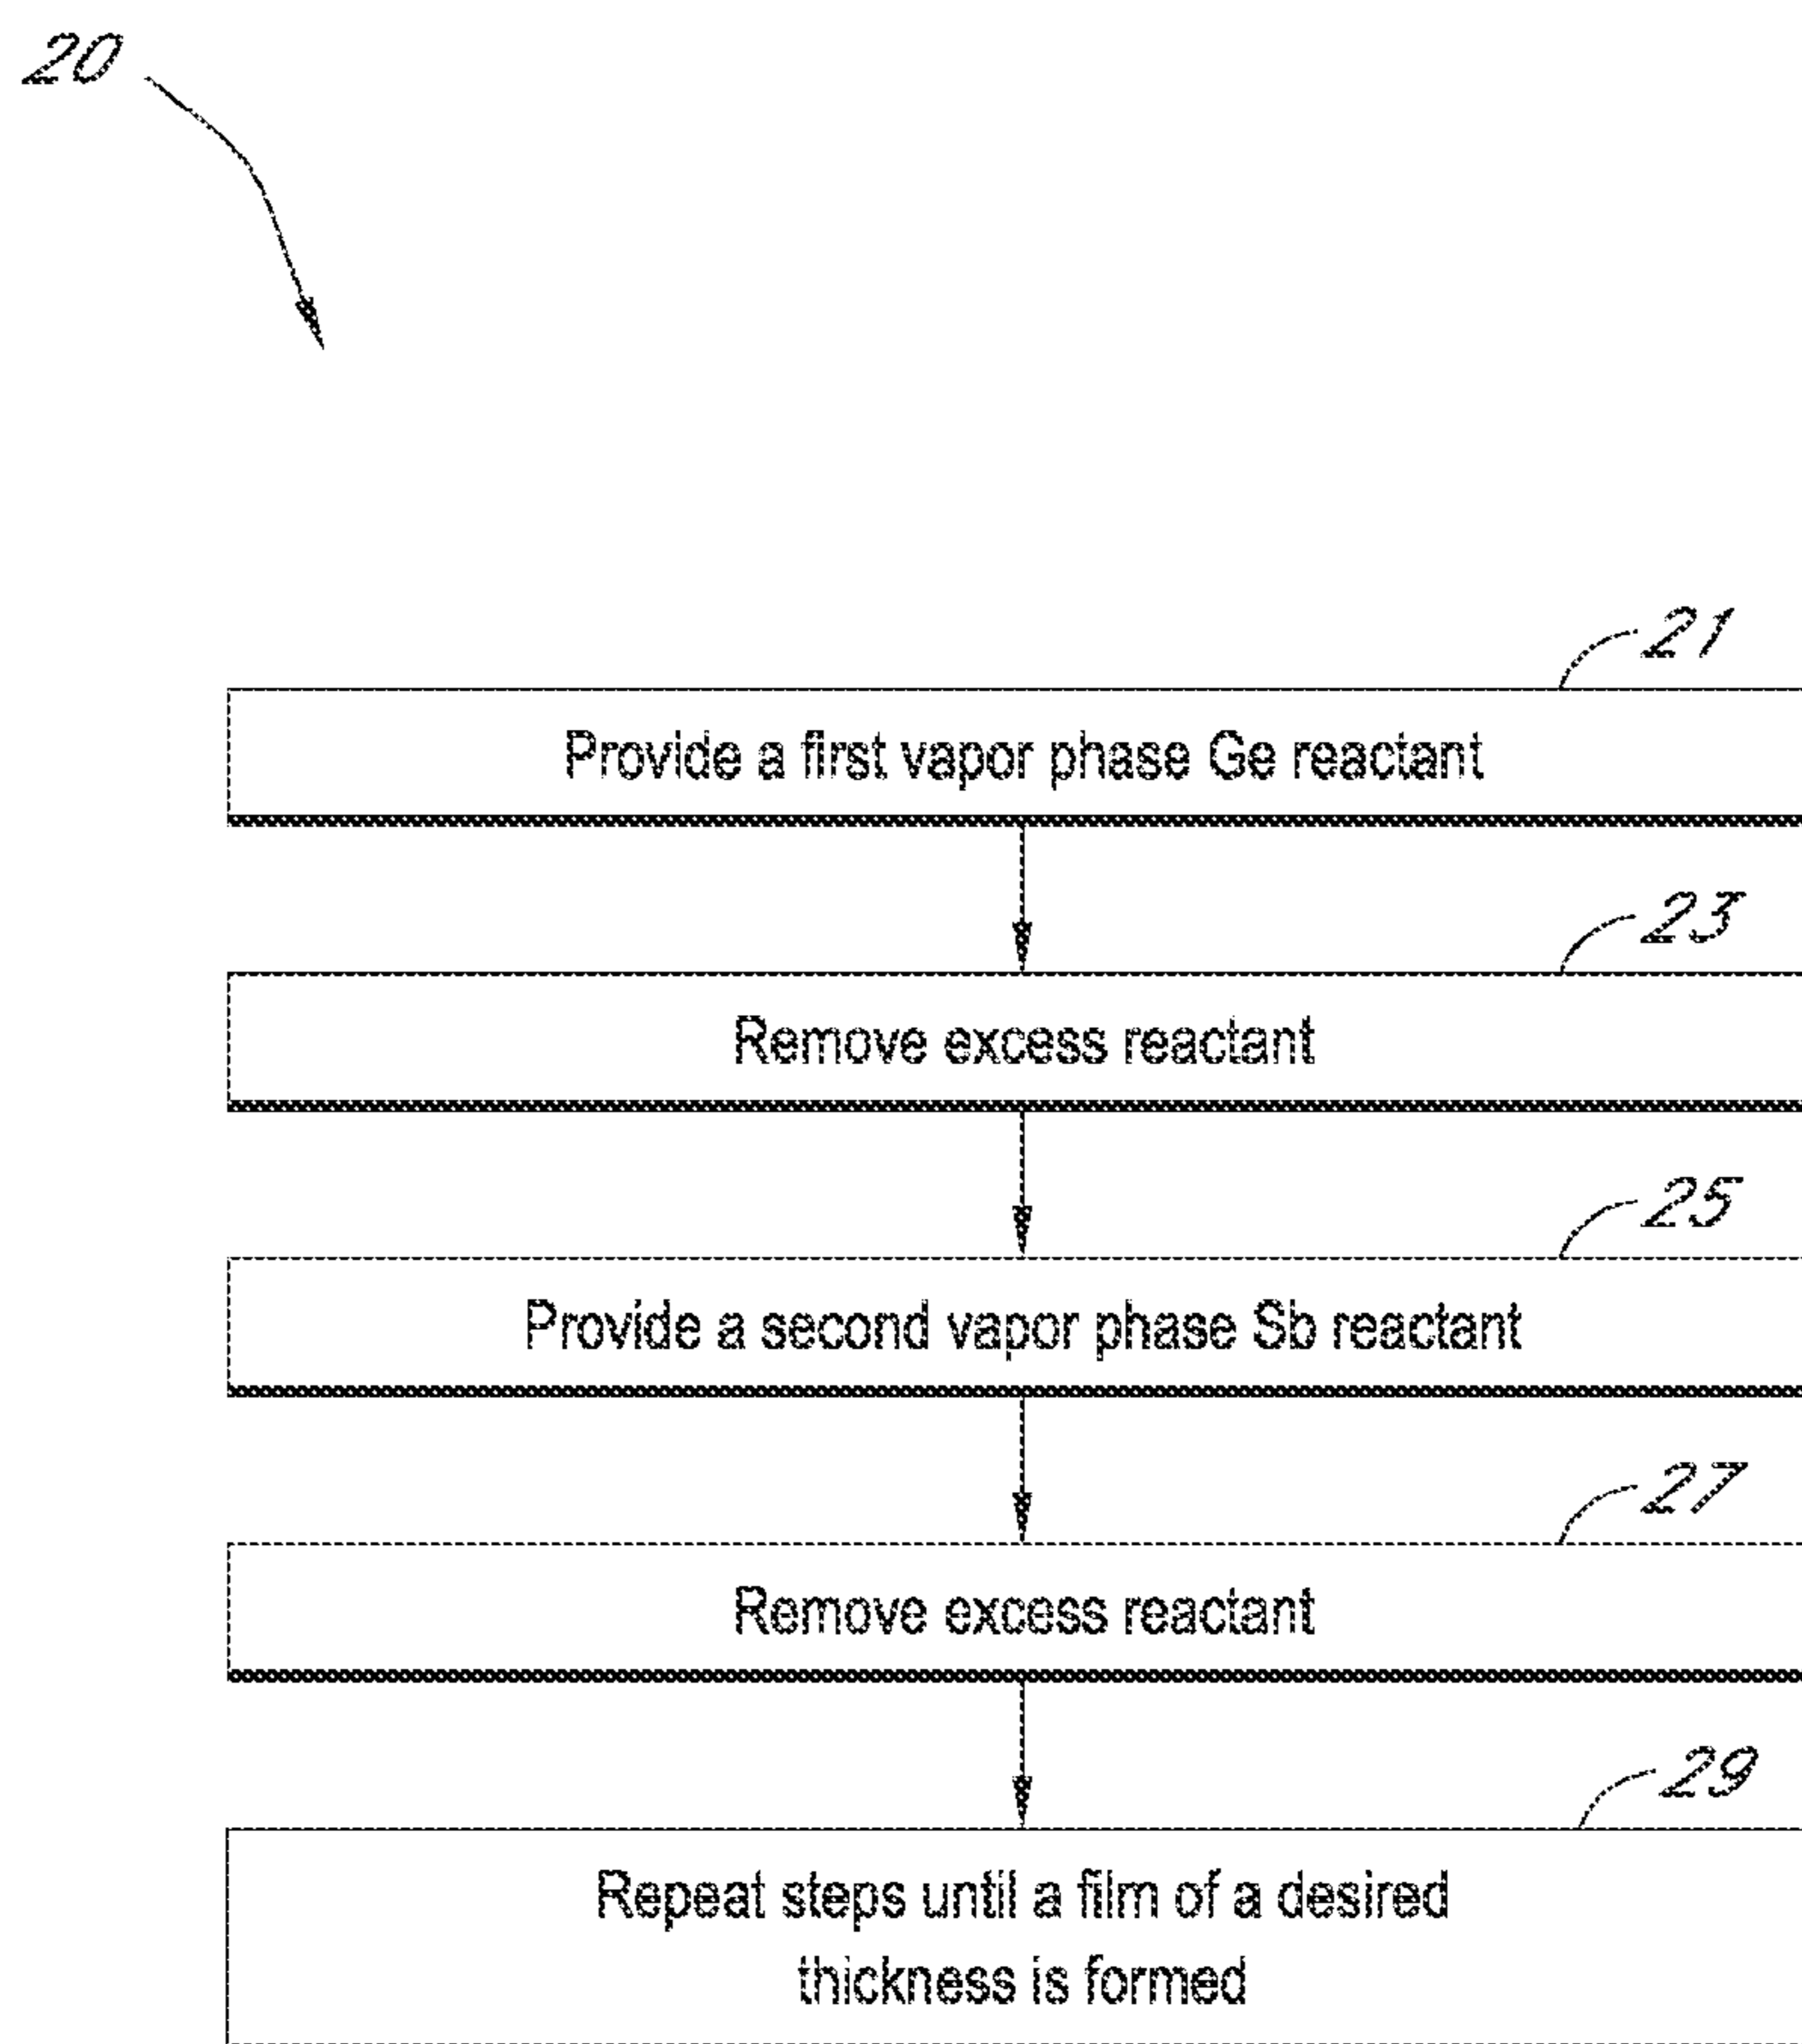 20
21
Provide a first vapor phase Ge reactant
23
Remove excess reactant
25
Provide a second vapor phase Sb reactant
27
Remove excess reactant
29
Repeat steps until a film of a desired
thickness is formed